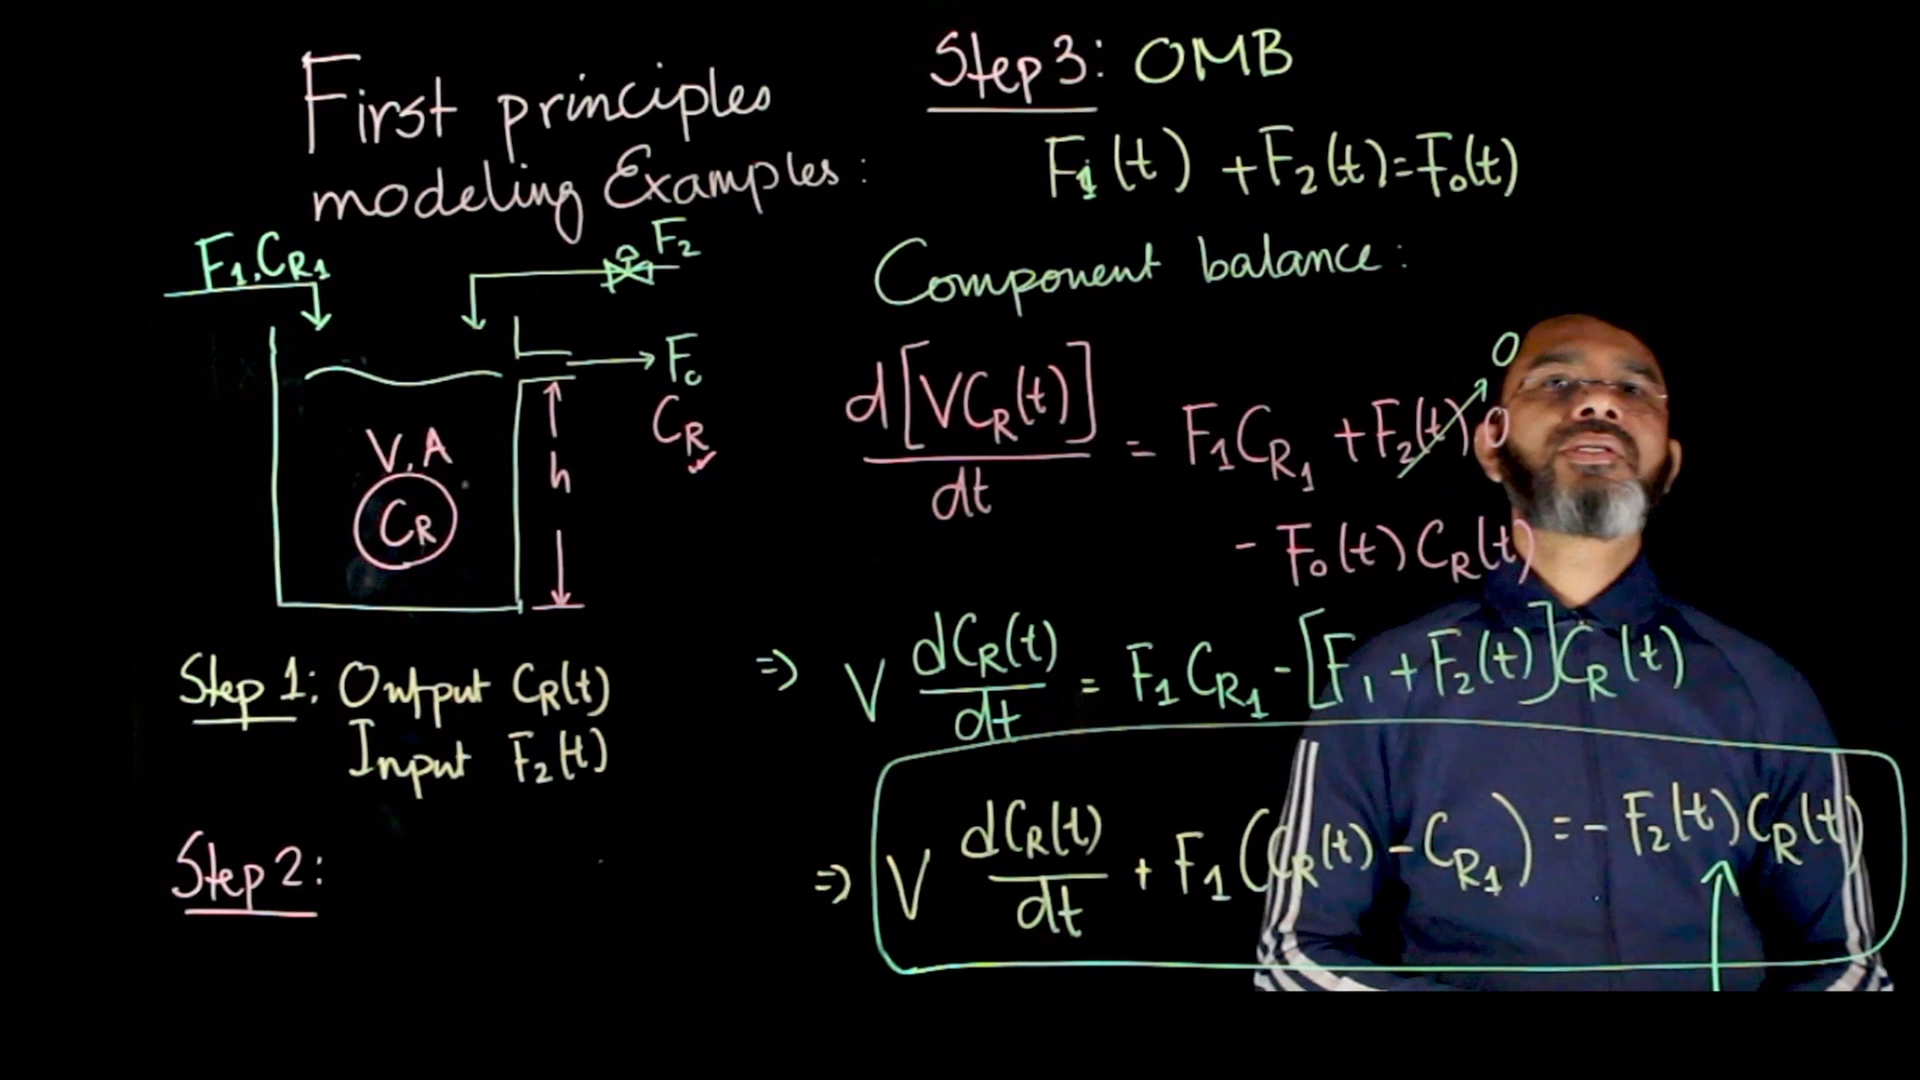 First principles
modeling Examples:
F1, CR1
F2
Fo
CR
V, A
CR
h
Step 1: Output CR(t)
Input F2(t)
Step 2:
Step 3: OMB
F1(t) + F2(t) = Fo(t)
Component balance:
d[VCR(t)]/dt = F1CR1 + F2(t) 0
0
- Fo(t) CR(t)
=> V dCR(t)/dt = F1CR1 - [F1 + F2(t)]CR(t)
=> V dCR(t)/dt + F1(CR(t) - CR1) = - F2(t)CR(t)